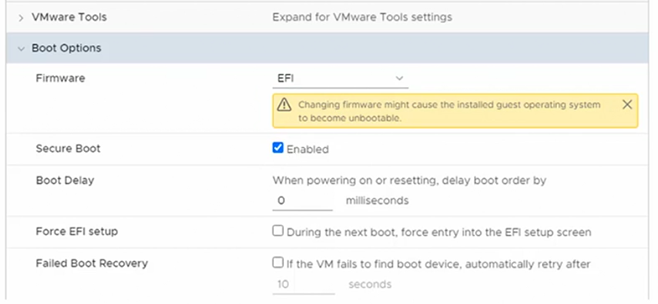 VMware Tools Expand for VMware Tools settings
Boot Options
Firmware EFI
Changing firmware might cause the installed guest operating system
to become unbootable.
Secure Boot Enabled
Boot Delay When powering on or resetting, delay boot order by
0 milliseconds
Force EFI setup During the next boot, force entry into the EFI setup screen
Failed Boot Recovery If the VM fails to find boot device, automatically retry after
10 seconds